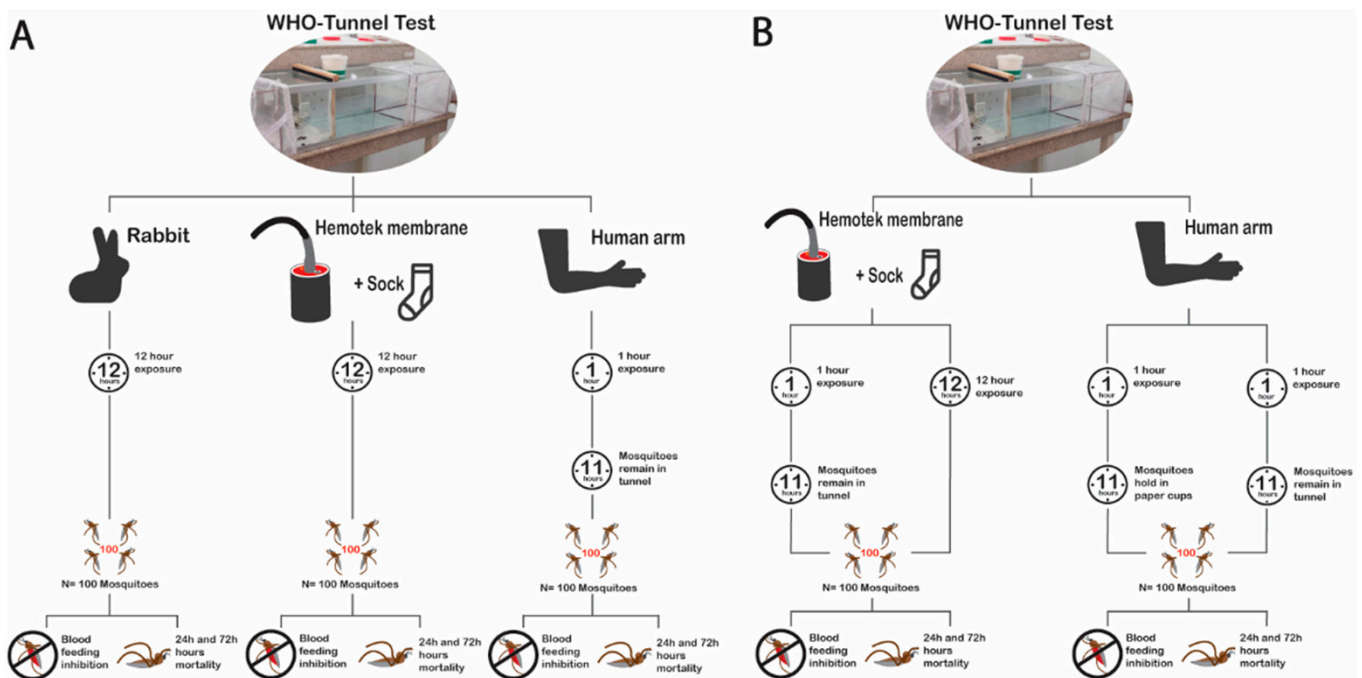 A
WHO-Tunnel Test
Rabbit
Hemotek membrane
+ Sock
Human arm
12
hours
12 hour
exposure
12
hours
12 hour
exposure
1
hour
1 hour
exposure
11
hours
Mosquitoes
remain in
tunnel
100
N= 100 Mosquitoes
100
N= 100 Mosquitoes
100
N= 100 Mosquitoes
Blood
feeding
inhibition
24h and 72h
hours
mortality
Blood
feeding
inhibition
24h and 72h
hours
mortality
Blood
feeding
inhibition
24h and 72h
hours
mortality
B
WHO-Tunnel Test
Hemotek membrane
+ Sock
Human arm
1
hour
1 hour
exposure
12
hours
12 hour
exposure
1
hour
1 hour
exposure
1
hour
1 hour
exposure
11
hours
Mosquitoes
remain in
tunnel
11
hours
Mosquitoes
hold in
paper cups
11
hours
Mosquitoes
remain in
tunnel
100
N= 100 Mosquitoes
100
N= 100 Mosquitoes
Blood
feeding
inhibition
24h and 72h
hours
mortality
Blood
feeding
inhibition
24h and 72h
hours
mortality